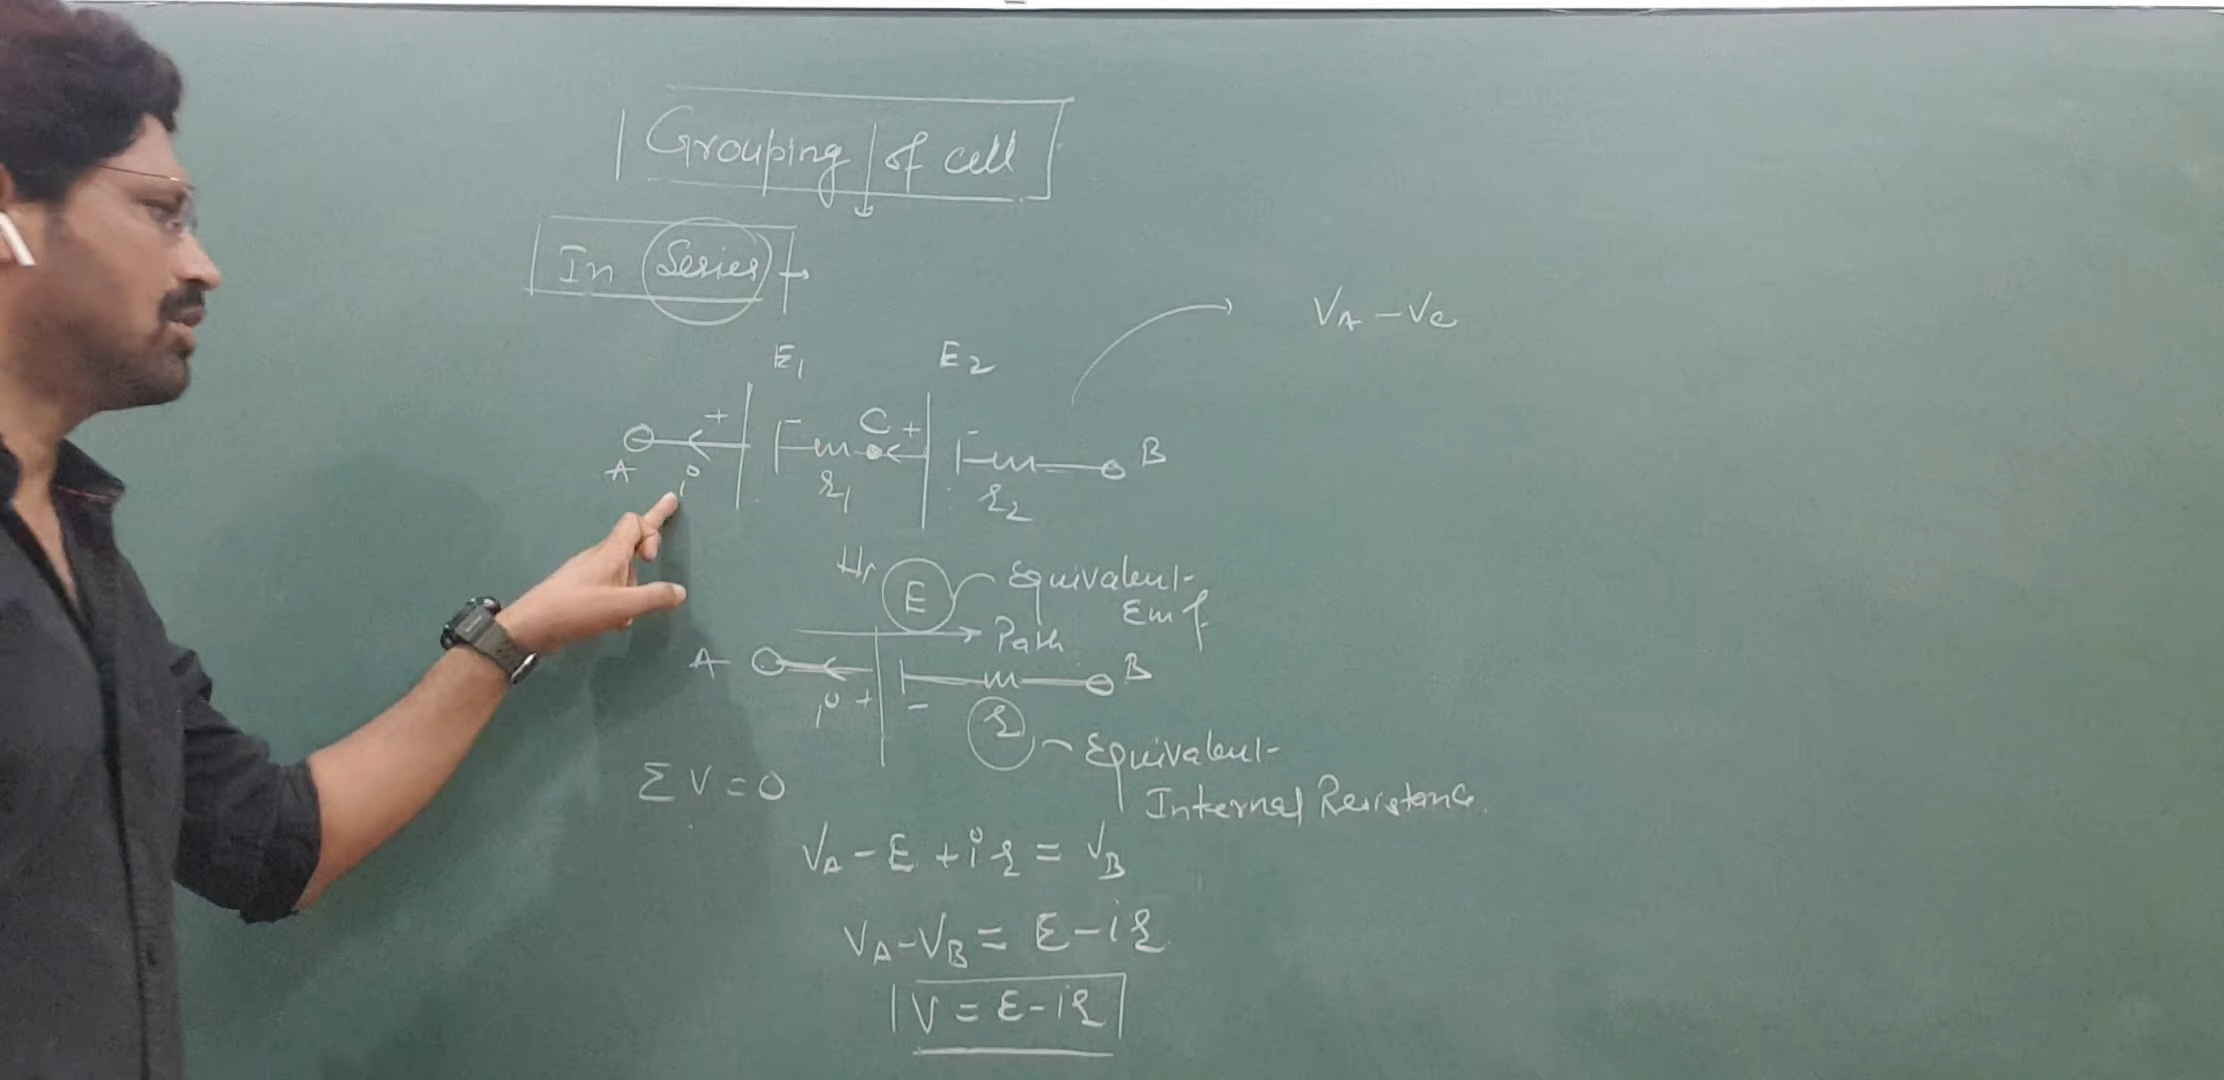 Grouping of cell
In Series
VA - VC
E1 E2
+ - C + -
A i r1 r2 B
E Equivalent
Emf
Path
A B
i + - r Equivalent
Internal Resistance.
ΣV = 0
VA - E + ir = VB
VA - VB = E - ir
V = E - ir